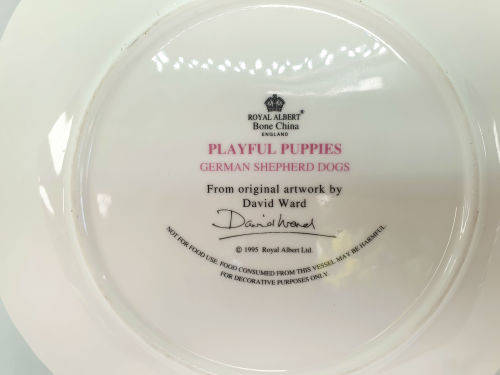 ROYAL ALBERT®
Bone China
ENGLAND
PLAYFUL PUPPIES
GERMAN SHEPHERD DOGS
From original artwork by
David Ward
David Ward
© 1995 Royal Albert Ltd.
NOT FOR FOOD USE. FOOD CONSUMED FROM THIS VESSEL MAY BE HARMFUL
FOR DECORATIVE PURPOSES ONLY